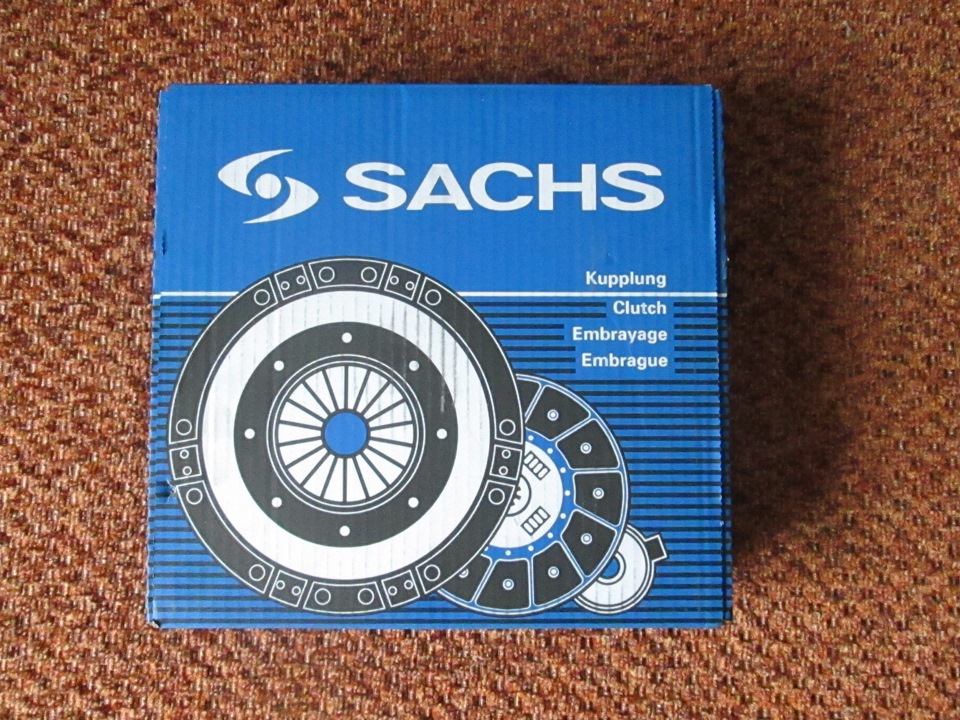 SACHS
Kupplung
Clutch
Embrayage
Embrague